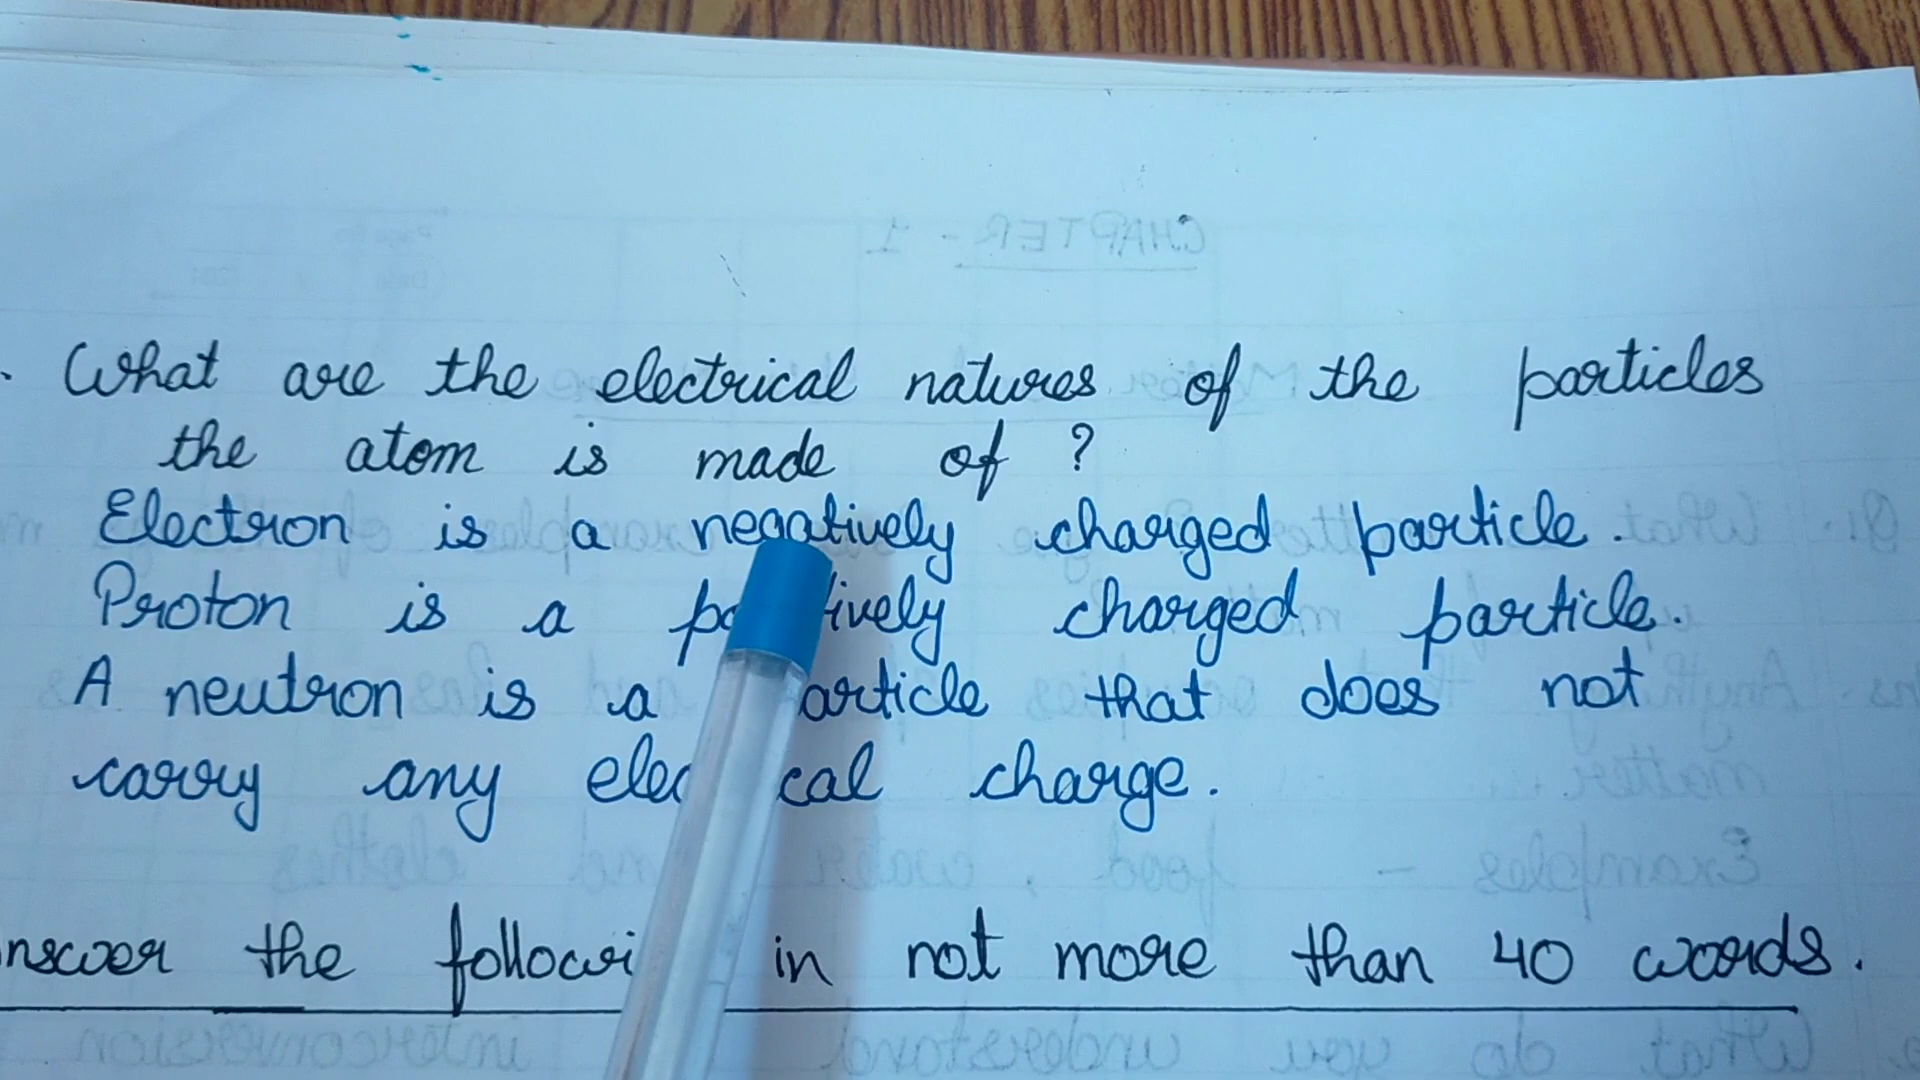 What are the electrical natures of the particles
the atom is made of ?
Electron is a negatively charged particle.
Proton is a charged particle.
A neutron is a that does not
carry any charge.
the in not more than 40 words.